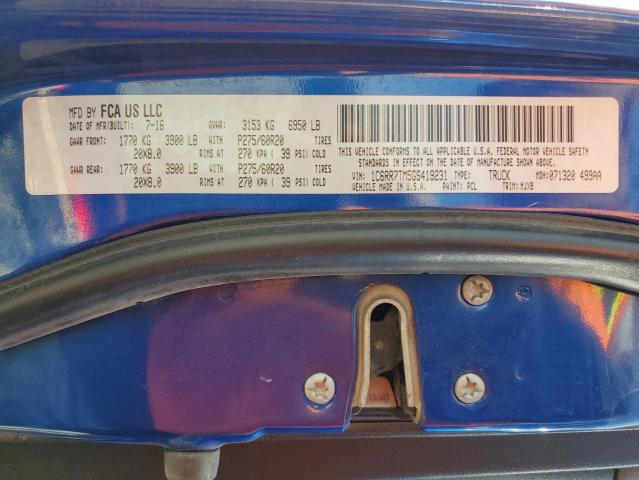 MFD BY FCA US LLC
DATE OF MFR(BUILT): 7-16 GVWR: 3153 KG 6950 LB
GAWR FRONT: 1770 KG 3900 LB WITH P275/60R20 TIRES
20X8.0 RIMS AT 270 KPA ( 39 PSI) COLD
GAWR REAR: 1770 KG 3900 LB WITH P275/60R20 TIRES
20X8.0 RIMS AT 270 KPA ( 39 PSI) COLD
THIS VEHICLE CONFORMS TO ALL APPLICABLE U.S.A. FEDERAL MOTOR VEHICLE SAFETY
STANDARDS IN EFFECT ON THE DATE OF MANUFACTURE SHOWN ABOVE.
VIN: 1C6RR7TM5GS419231 TYPE: TRUCK MDH: 071320 499AA
VEHICLE MADE IN U.S.A. PAINT: PCL TRIM: MJX8